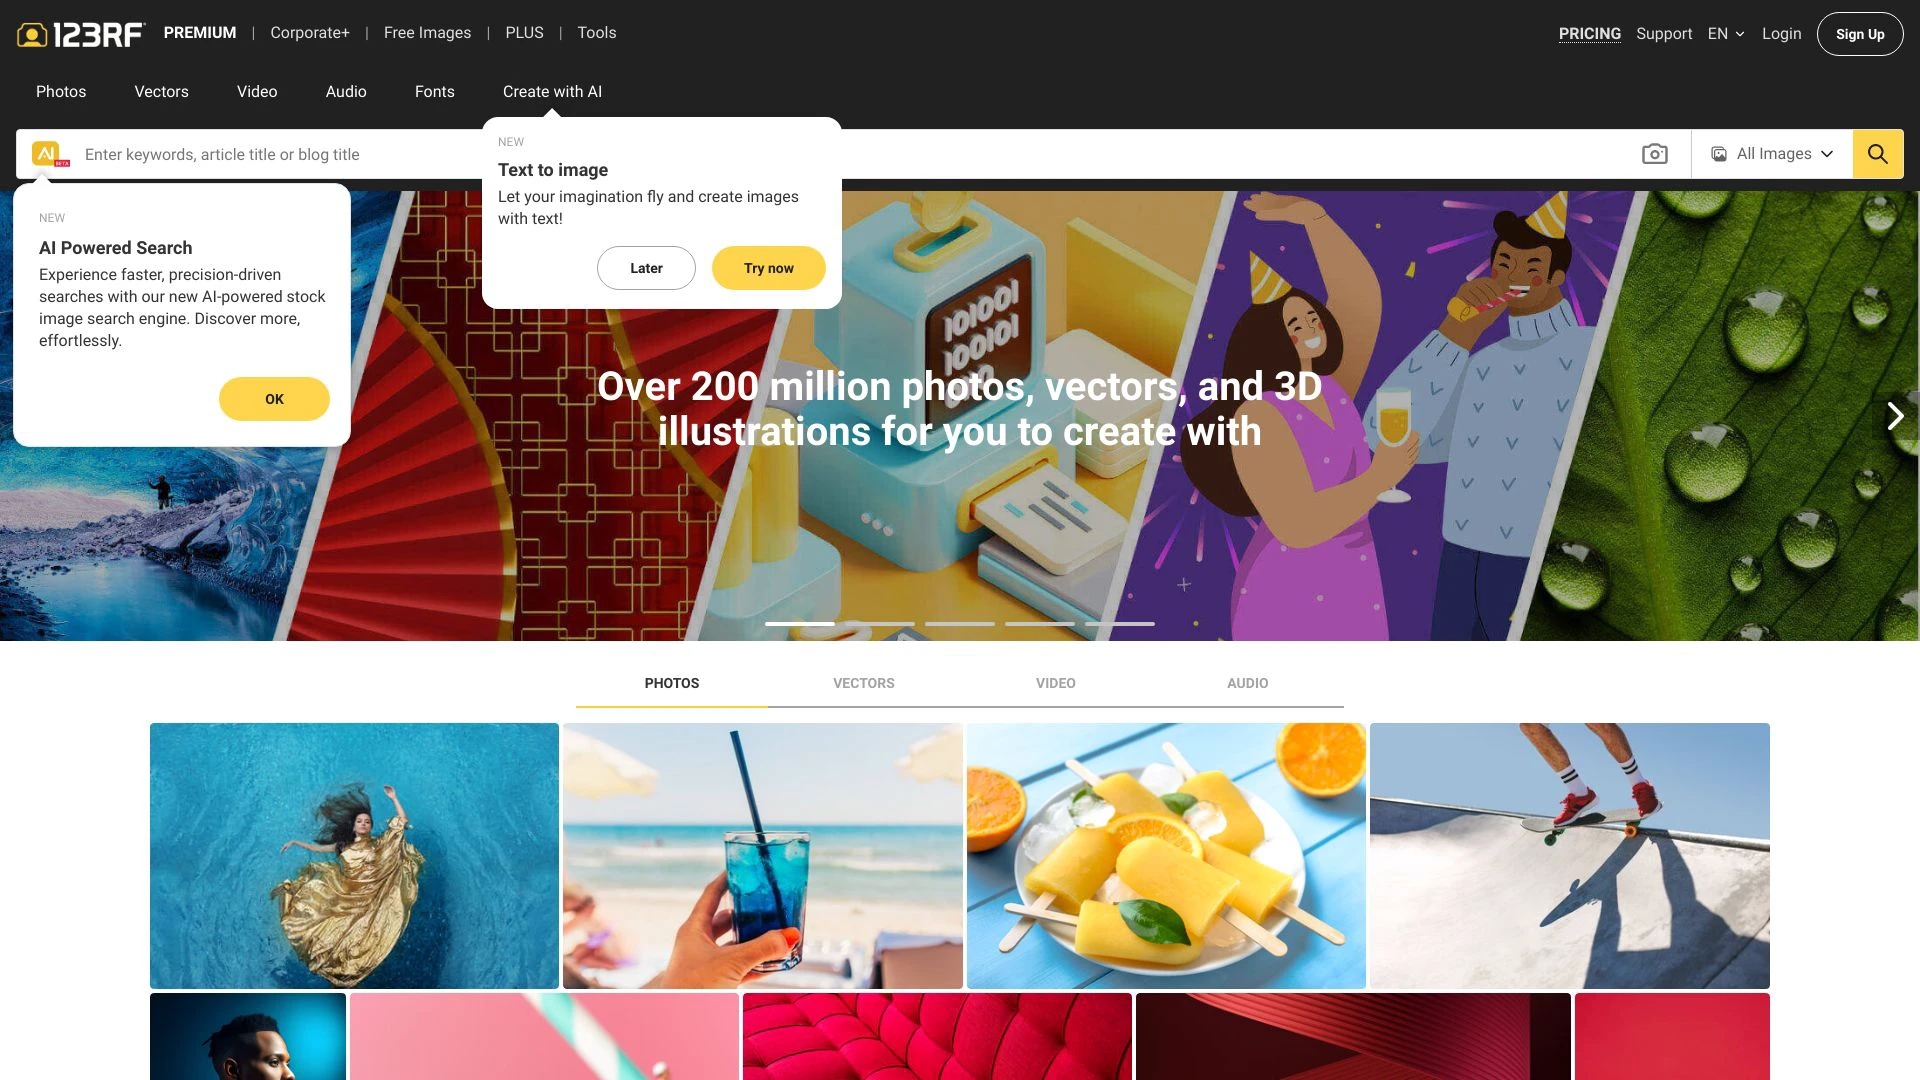 123RF
PREMIUM | Corporate+ | Free Images | PLUS | Tools
PRICING Support EN Login Sign Up
Photos Vectors Video Audio Fonts Create with AI
AI BETA
Enter keywords, article title or blog title
All Images
NEW
Text to image
Let your imagination fly and create images
with text!
Later Try now
NEW
AI Powered Search
Experience faster, precision-driven
searches with our new AI-powered stock
image search engine. Discover more,
effortlessly.
OK
101001
100101
Over 200 million photos, vectors, and 3D
illustrations for you to create with
PHOTOS VECTORS VIDEO AUDIO